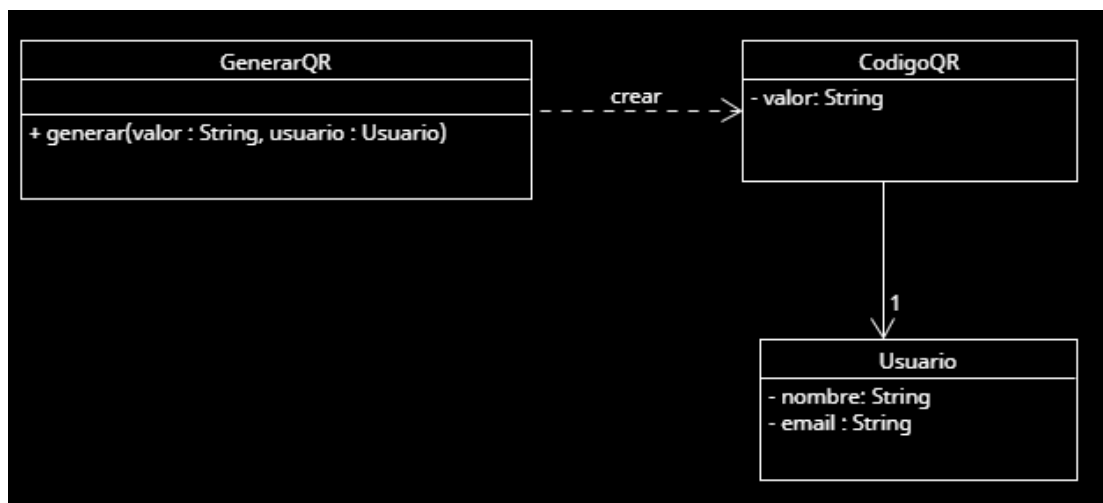 GenerarQR
+ generar(valor : String, usuario : Usuario)
crear
CodigoQR
- valor: String
1
Usuario
- nombre: String
- email : String